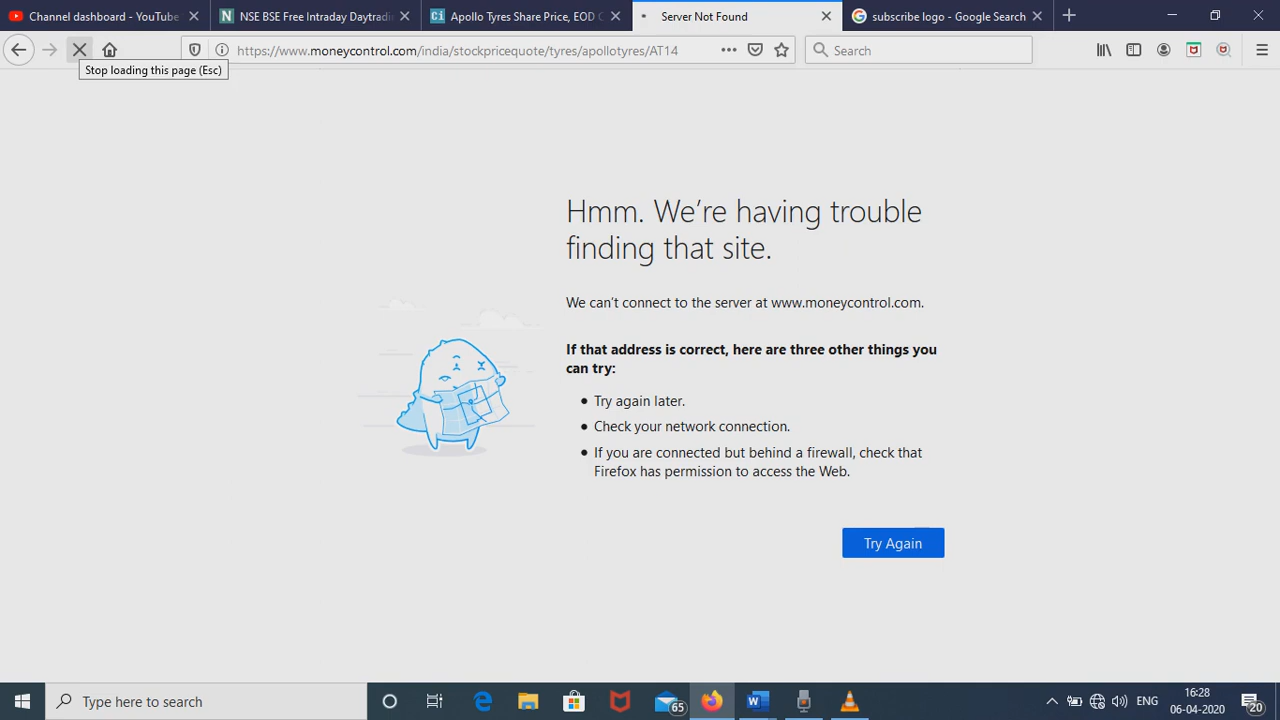 Channel dashboard - YouTube
NSE BSE Free Intraday Daytradin
Ci Apollo Tyres Share Price, EOD C
Server Not Found
subscribe logo - Google Search
https://www.moneycontrol.com/india/stockpricequote/tyres/apollotyres/AT14
Search
Stop loading this page (Esc)
Hmm. We’re having trouble
finding that site.
We can’t connect to the server at www.moneycontrol.com.
If that address is correct, here are three other things you
can try:
Try again later.
Check your network connection.
If you are connected but behind a firewall, check that
Firefox has permission to access the Web.
Try Again
Type here to search
65
ENG
16:28
06-04-2020
20